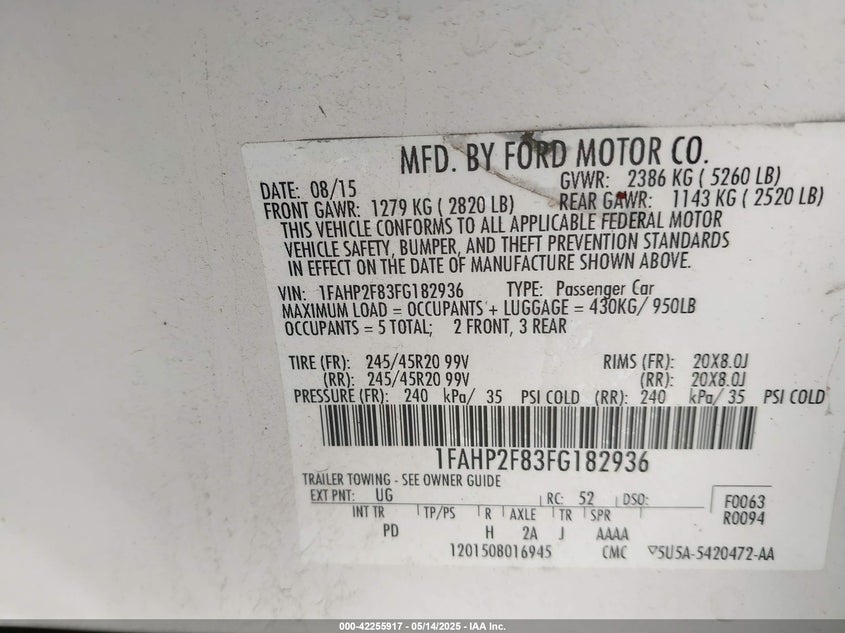 MFD. BY FORD MOTOR CO.
DATE: 08/15 GVWR: 2386 KG ( 5260 LB)
FRONT GAWR: 1279 KG ( 2820 LB) REAR GAWR: 1143 KG ( 2520 LB)
THIS VEHICLE CONFORMS TO ALL APPLICABLE FEDERAL MOTOR
VEHICLE SAFETY, BUMPER, AND THEFT PREVENTION STANDARDS
IN EFFECT ON THE DATE OF MANUFACTURE SHOWN ABOVE.
VIN: 1FAHP2F83FG182936 TYPE: Passenger Car
MAXIMUM LOAD = OCCUPANTS + LUGGAGE = 430KG/ 950LB
OCCUPANTS = 5 TOTAL; 2 FRONT, 3 REAR
TIRE (FR): 245/45R20 99V RIMS (FR): 20X8.0J
(RR): 245/45R20 99V (RR): 20X8.0J
PRESSURE (FR): 240 kPa/ 35 PSI COLD (RR): 240 kPa/ 35 PSI COLD
1FAHP2F83FG182936
TRAILER TOWING - SEE OWNER GUIDE
EXT PNT: UG RC: 52 DSO: F0063
INT TR TP/PS R AXLE TR SPR R0094
PD H 2A J AAAA
1201508016945 CMC ▽5U5A-5420472-AA
000-42255917 - 05/14/2025 - IAA Inc.